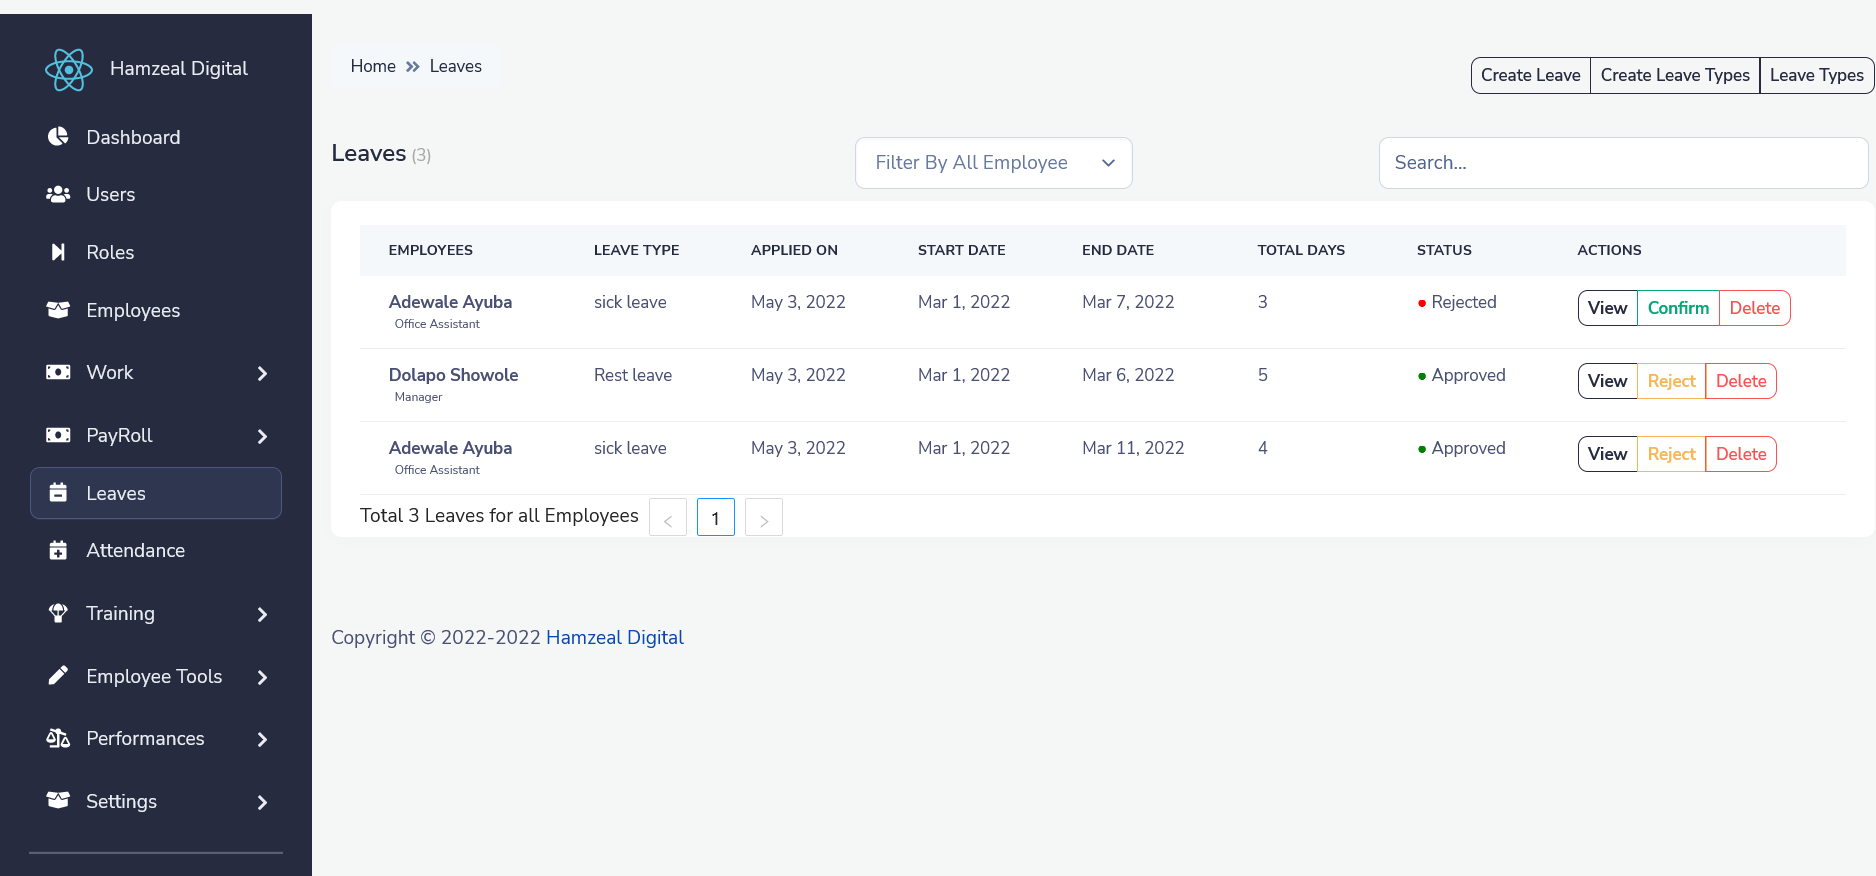 Hamzeal Digital
Dashboard
Users
Roles
Employees
Work
PayRoll
Leaves
Attendance
Training
Employee Tools
Performances
Settings
Home Leaves
Create Leave Create Leave Types Leave Types
Leaves (3)
Filter By All Employee
Search...
EMPLOYEES LEAVE TYPE APPLIED ON START DATE END DATE TOTAL DAYS STATUS ACTIONS
Adewale Ayuba sick leave May 3, 2022 Mar 1, 2022 Mar 7, 2022 3 Rejected View Confirm Delete
Office Assistant
Dolapo Showole Rest leave May 3, 2022 Mar 1, 2022 Mar 6, 2022 5 Approved View Reject Delete
Manager
Adewale Ayuba sick leave May 3, 2022 Mar 1, 2022 Mar 11, 2022 4 Approved View Reject Delete
Office Assistant
Total 3 Leaves for all Employees < 1 >
Copyright © 2022-2022 Hamzeal Digital